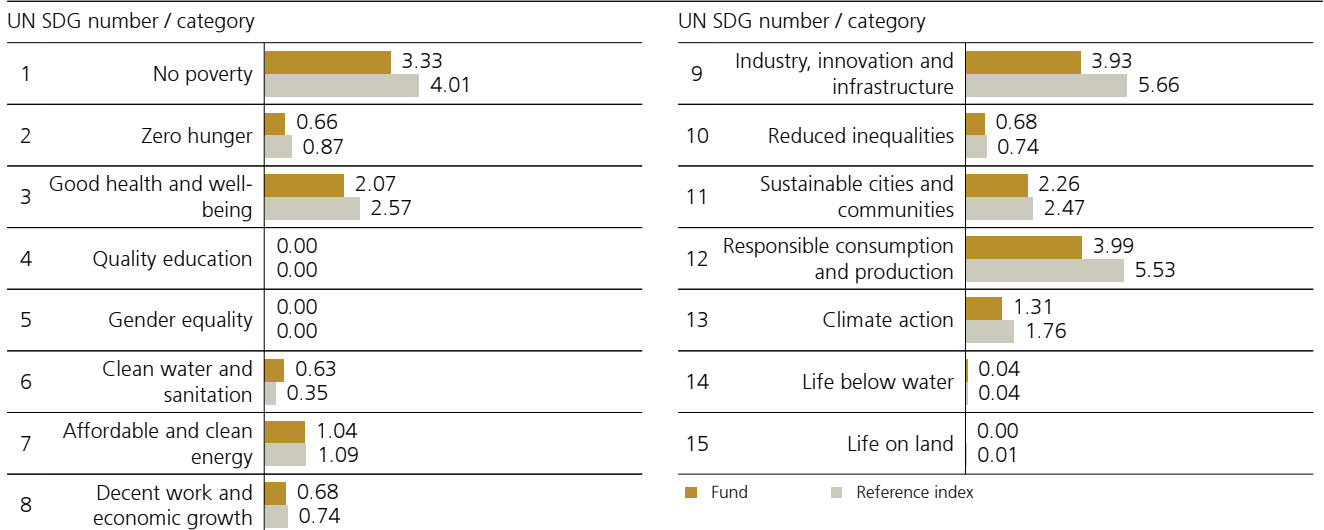 UN SDG number / category
1 No poverty 3.33
4.01
2 Zero hunger 0.66
0.87
3 Good health and well-
being 2.07
2.57
4 Quality education 0.00
0.00
5 Gender equality 0.00
0.00
6 Clean water and
sanitation 0.63
0.35
7 Affordable and clean
energy 1.04
1.09
8 Decent work and
economic growth 0.68
0.74
UN SDG number / category
9 Industry, innovation and
infrastructure 3.93
5.66
10 Reduced inequalities 0.68
0.74
11 Sustainable cities and
communities 2.26
2.47
12 Responsible consumption
and production 3.99
5.53
13 Climate action 1.31
1.76
14 Life below water 0.04
0.04
15 Life on land 0.00
0.01
Fund Reference index